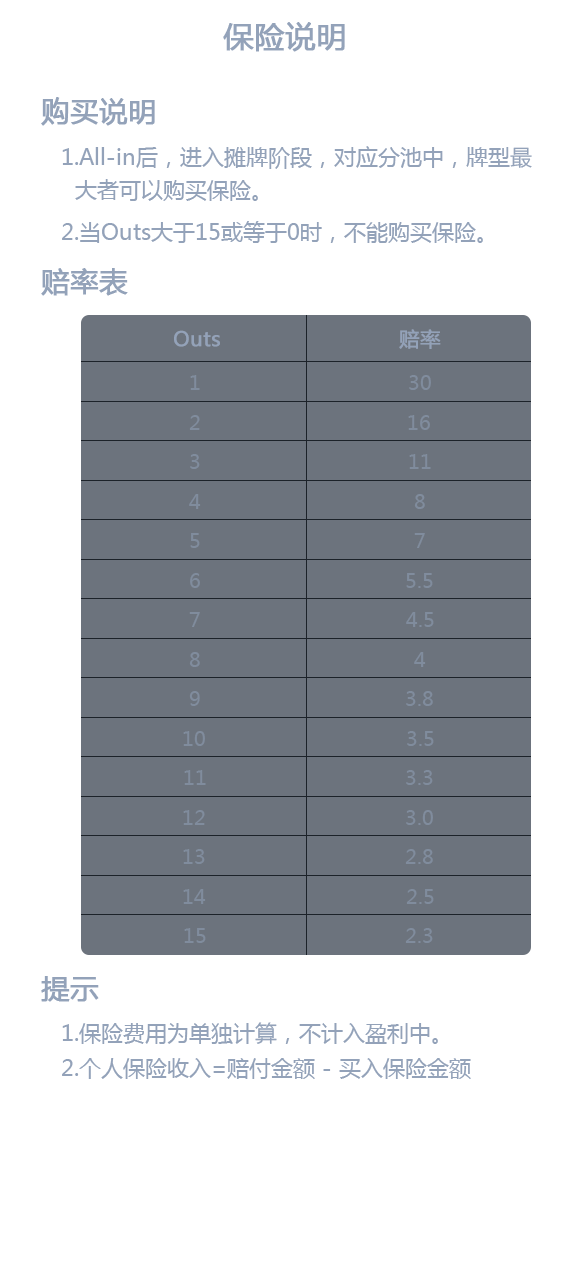 保险说明
购买说明
1.All-in后，进入摊牌阶段，对应分池中，牌型最
大者可以购买保险。
2.当Outs大于15或等于0时，不能购买保险。
赔率表
Outs 赔率
1 30
2 16
3 11
4 8
5 7
6 5.5
7 4.5
8 4
9 3.8
10 3.5
11 3.3
12 3.0
13 2.8
14 2.5
15 2.3
提示
1.保险费用为单独计算，不计入盈利中。
2.个人保险收入=赔付金额 - 买入保险金额